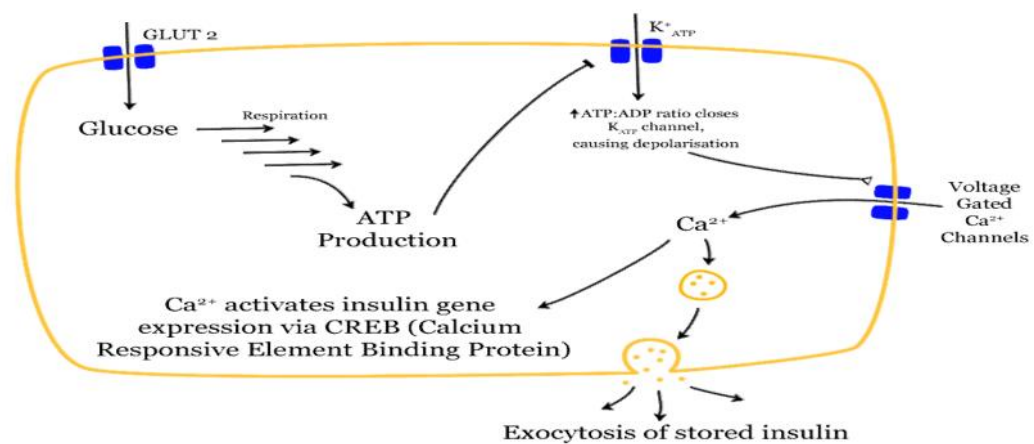 GLUT 2
K⁺ATP
Glucose
Respiration
↑ATP:ADP ratio closes
KATP channel,
causing depolarisation
ATP
Production
Voltage
Gated
Ca²⁺
Channels
Ca²⁺
Ca²⁺ activates insulin gene
expression via CREB (Calcium
Responsive Element Binding Protein)
Exocytosis of stored insulin